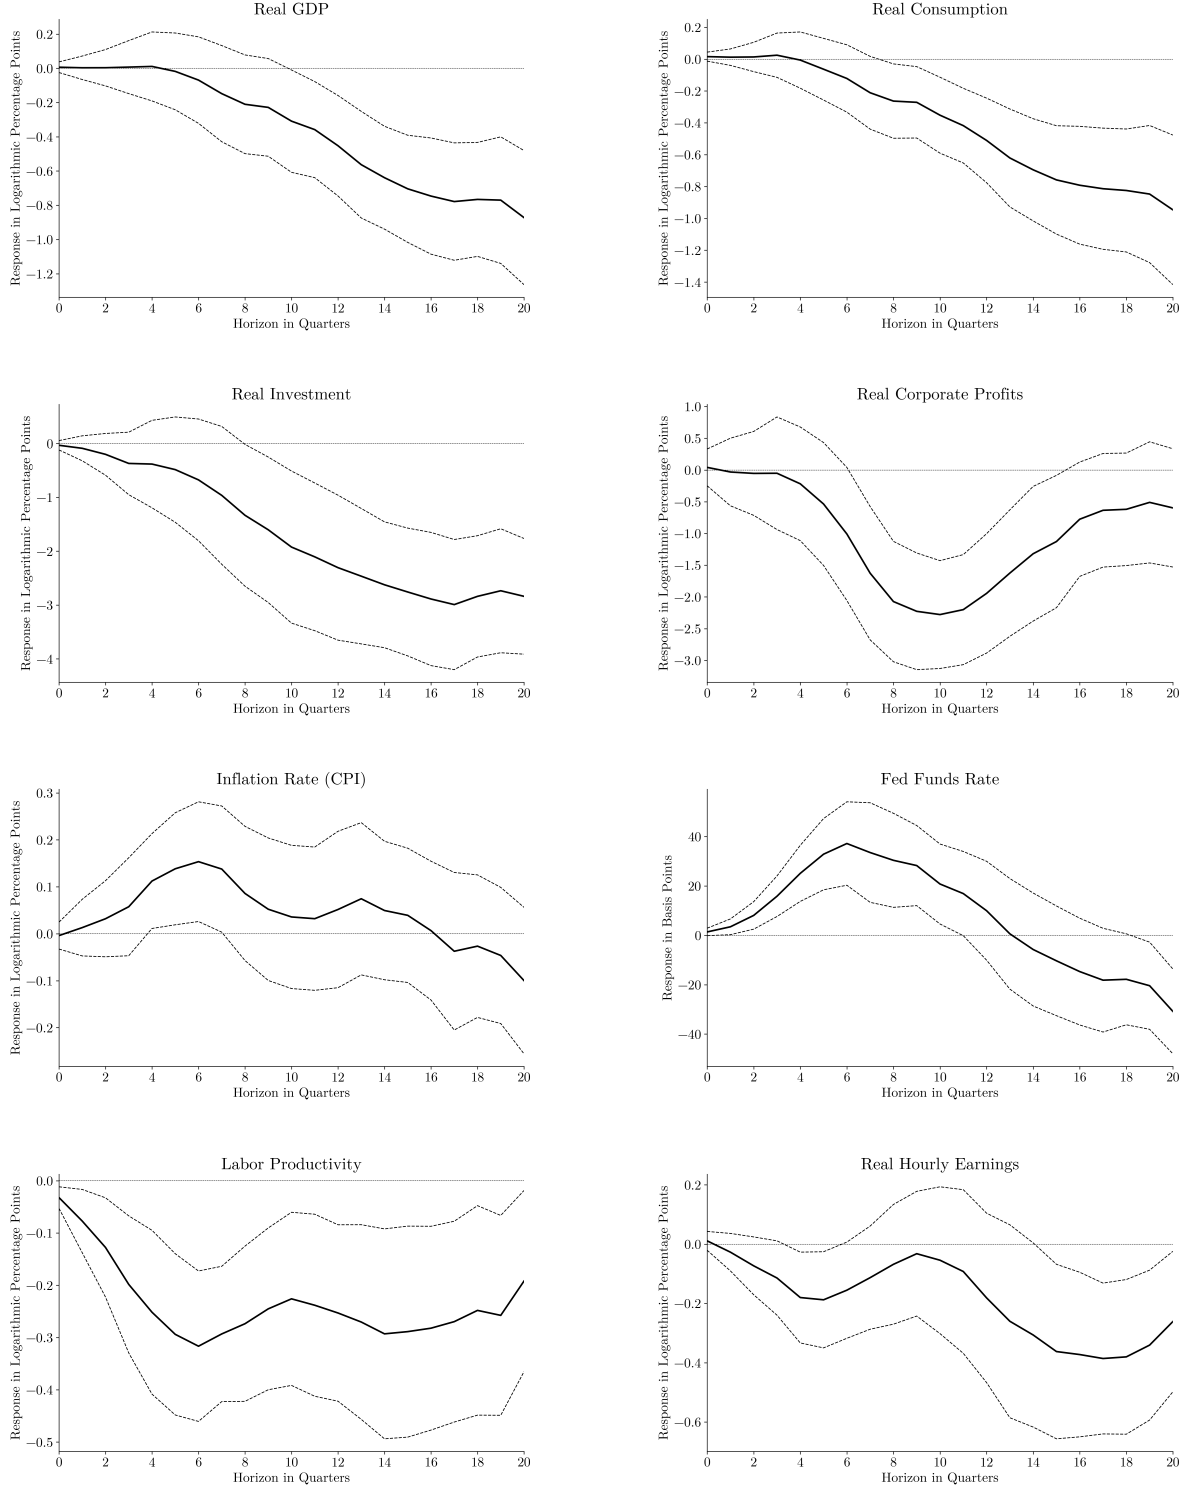 Real GDP
Response in Logarithmic Percentage Points
0.2
0.0
−0.2
−0.4
−0.6
−0.8
−1.0
−1.2
0 2 4 6 8 10 12 14 16 18 20
Horizon in Quarters
Real Consumption
Response in Logarithmic Percentage Points
0.2
0.0
−0.2
−0.4
−0.6
−0.8
−1.0
−1.2
−1.4
0 2 4 6 8 10 12 14 16 18 20
Horizon in Quarters
Real Investment
Response in Logarithmic Percentage Points
0
−1
−2
−3
−4
0 2 4 6 8 10 12 14 16 18 20
Horizon in Quarters
Real Corporate Profits
Response in Logarithmic Percentage Points
1.0
0.5
0.0
−0.5
−1.0
−1.5
−2.0
−2.5
−3.0
0 2 4 6 8 10 12 14 16 18 20
Horizon in Quarters
Inflation Rate (CPI)
Response in Logarithmic Percentage Points
0.3
0.2
0.1
0.0
−0.1
−0.2
0 2 4 6 8 10 12 14 16 18 20
Horizon in Quarters
Fed Funds Rate
Response in Basis Points
40
20
0
−20
−40
0 2 4 6 8 10 12 14 16 18 20
Horizon in Quarters
Labor Productivity
Response in Logarithmic Percentage Points
0.0
−0.1
−0.2
−0.3
−0.4
−0.5
0 2 4 6 8 10 12 14 16 18 20
Horizon in Quarters
Real Hourly Earnings
Response in Logarithmic Percentage Points
0.2
0.0
−0.2
−0.4
−0.6
0 2 4 6 8 10 12 14 16 18 20
Horizon in Quarters